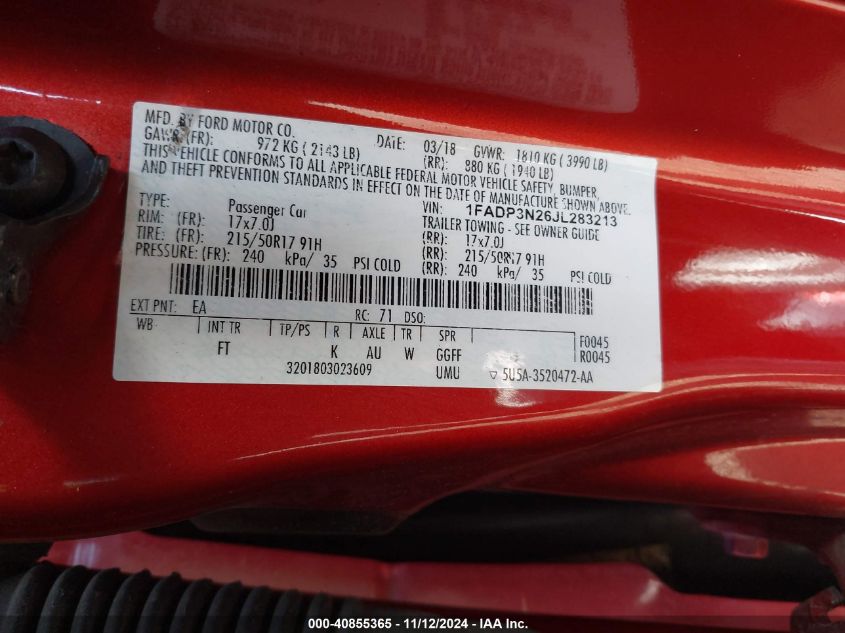 MFD. BY FORD MOTOR CO. DATE: 03/18 GVWR: 1810 KG ( 3990 LB)
GAWR (FR): 972 KG ( 2143 LB) (RR): 880 KG ( 1940 LB)
THIS VEHICLE CONFORMS TO ALL APPLICABLE FEDERAL MOTOR VEHICLE SAFETY, BUMPER,
AND THEFT PREVENTION STANDARDS IN EFFECT ON THE DATE OF MANUFACTURE SHOWN ABOVE.
VIN: 1FADP3N26JL283213
TYPE: Passenger Car TRAILER TOWING - SEE OWNER GUIDE
RIM: (FR): 17x7.0J (RR): 17x7.0J
TIRE: (FR): 215/50R17 91H (RR): 215/50R17 91H
PRESSURE: (FR): 240 kPa/ 35 PSI COLD (RR): 240 kPa/ 35 PSI COLD
EXT PNT: EA RC: 71 DSO:
WB INT TR TP/PS R AXLE TR SPR F0045
FT K AU W GGFF R0045
3201803023609 UMU 5U5A-3520472-AA
000-40855365 - 11/12/2024 - IAAI - US